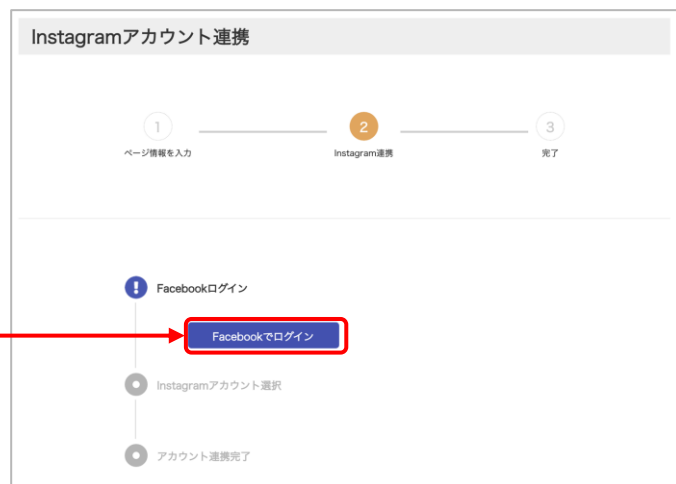 Instagramアカウント連携
1
2
3
ページ情報を入力
Instagram連携
完了
Facebookログイン
Facebookでログイン
Instagramアカウント選択
アカウント連携完了